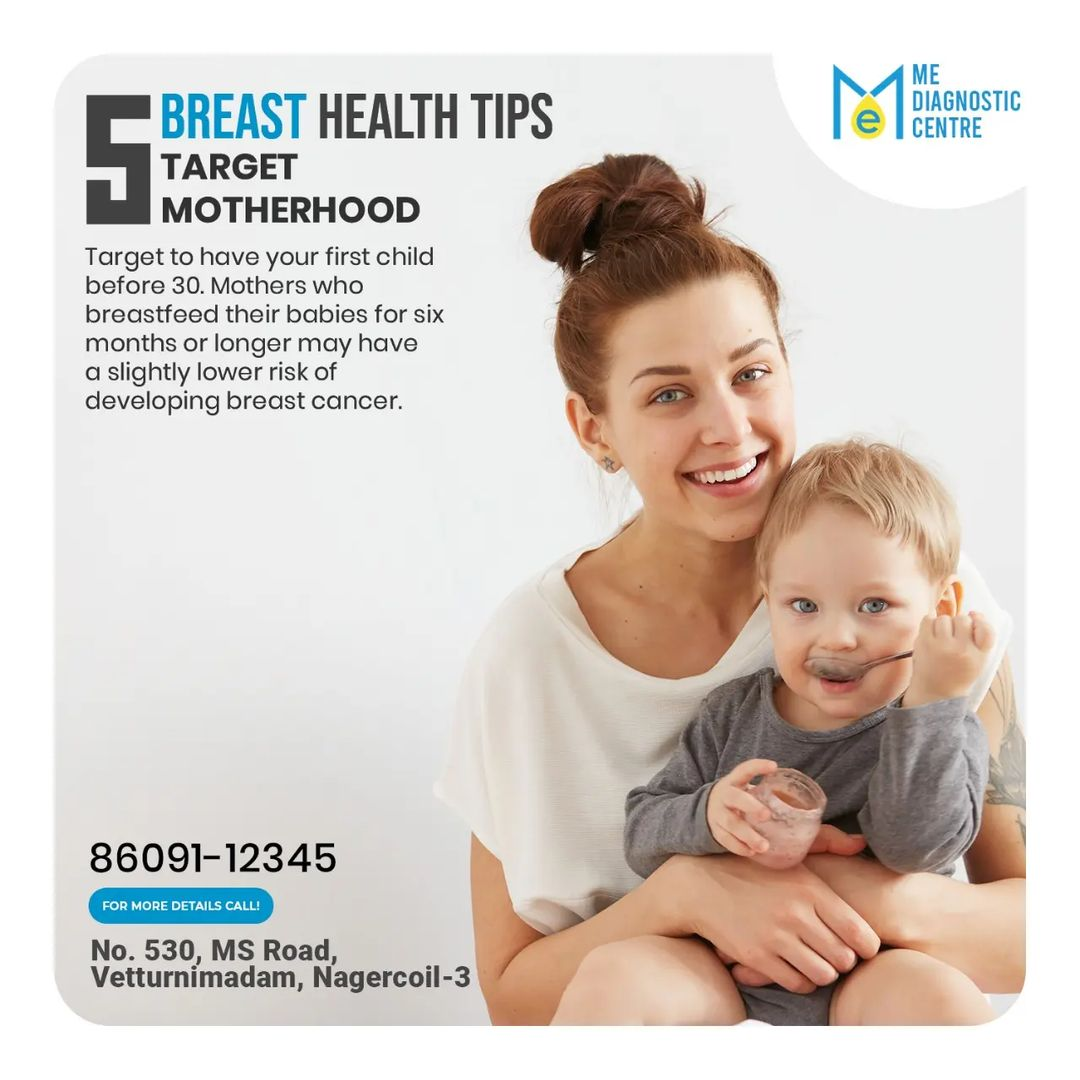 5 BREAST HEALTH TIPS
TARGET
MOTHERHOOD
Target to have your first child
before 30. Mothers who
breastfeed their babies for six
months or longer may have
a slightly lower risk of
developing breast cancer.
Me
ME
DIAGNOSTIC
CENTRE
86091-12345
FOR MORE DETAILS CALL!
No. 530, MS Road,
Vetturnimadam, Nagercoil-3